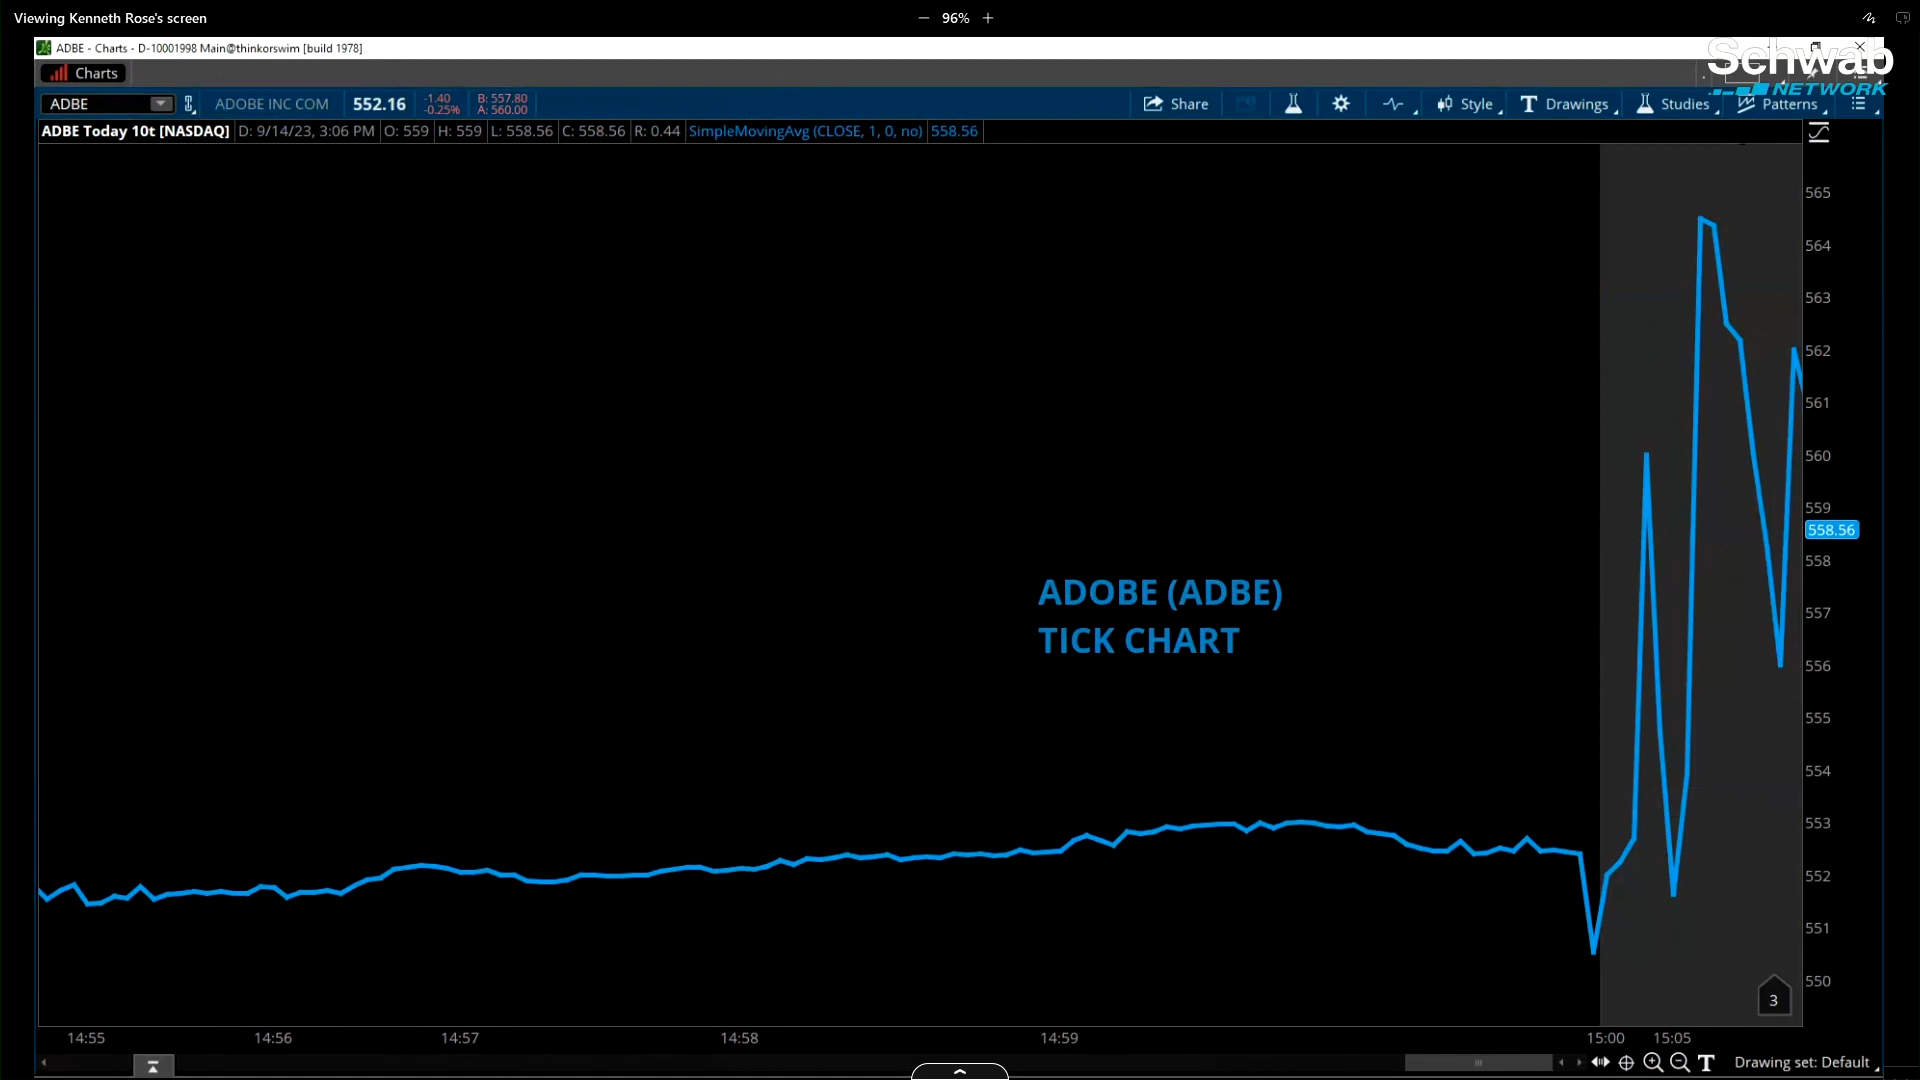 Viewing Kenneth Rose's screen
96%
ADBE - Charts - D-10001998 Main@thinkorswim [build 1978]
Schwab
NETWORK
Charts
ADBE ADOBE INC COM 552.16 -1.40 -0.25% B: 557.80 A: 560.00 Share Style Drawings Studies Patterns
ADBE Today 10t [NASDAQ] D: 9/14/23, 3:06 PM O: 559 H: 559 L: 558.56 C: 558.56 R: 0.44 SimpleMovingAvg (CLOSE, 1, 0, no) 558.56
565
564
563
562
561
560
559
558.56
558
557
556
555
554
553
552
551
550
ADOBE (ADBE)
TICK CHART
3
14:55 14:56 14:57 14:58 14:59 15:00 15:05
Drawing set: Default